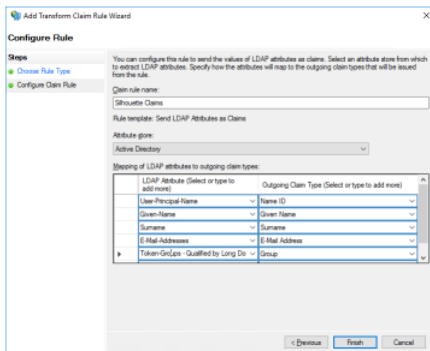 Add Transform Claim Rule Wizard
Configure Rule
Steps
Choose Rule Type
Configure Claim Rule
You can configure this rule to send the values of LDAP attributes as claims. Select an attribute store from which
to extract LDAP attributes. Specify how the attributes will map to the outgoing claim types that will be issued
from the rule.
Claim rule name:
Silhouette Claims
Rule template: Send LDAP Attributes as Claims
Attribute store:
Active Directory
Mapping of LDAP attributes to outgoing claim types:
LDAP Attribute (Select or type to
add more)
Outgoing Claim Type (Select or type to add more)
User-Principal-Name
Name ID
Given-Name
Given Name
Surname
Surname
E-Mail-Addresses
E-Mail Address
Token-Groups - Qualified by Long Do
Group
< Previous
Finish
Cancel